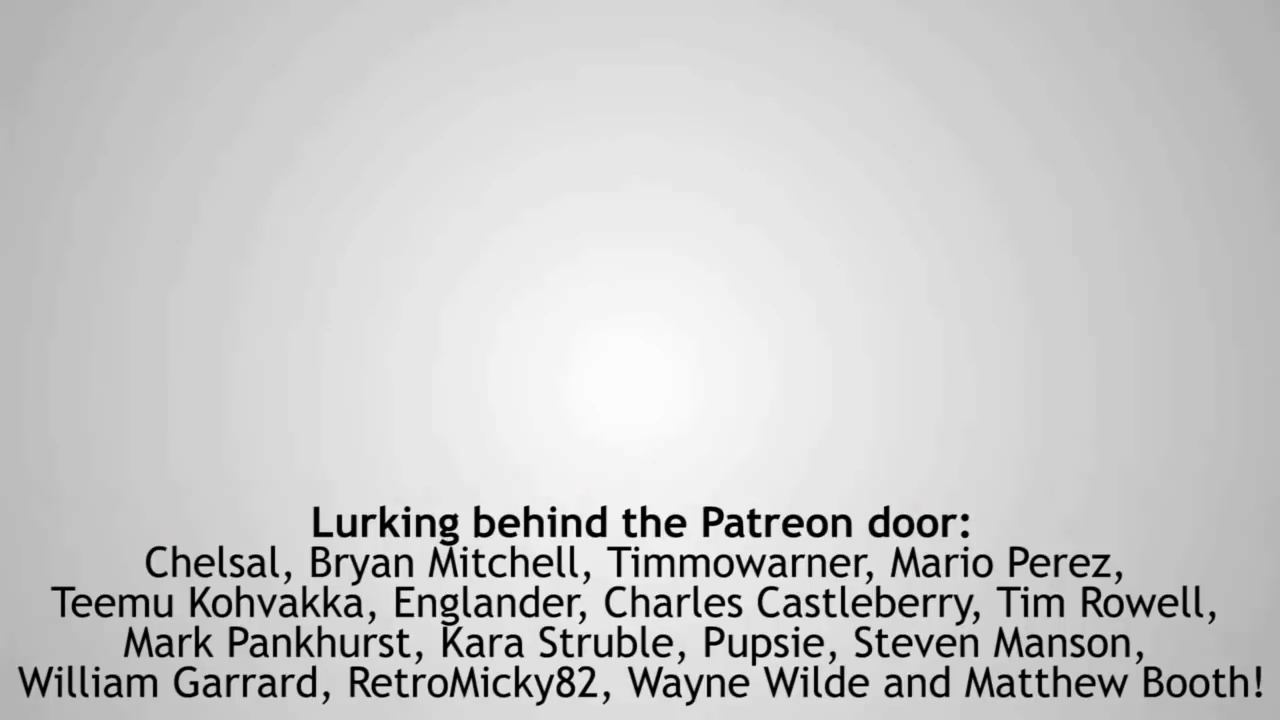 Lurking behind the Patreon door:
Chelsal, Bryan Mitchell, Timmowarner, Mario Perez,
Teemu Kohvakka, Englander, Charles Castleberry, Tim Rowell,
Mark Pankhurst, Kara Struble, Pupsie, Steven Manson,
William Garrard, RetroMicky82, Wayne Wilde and Matthew Booth!